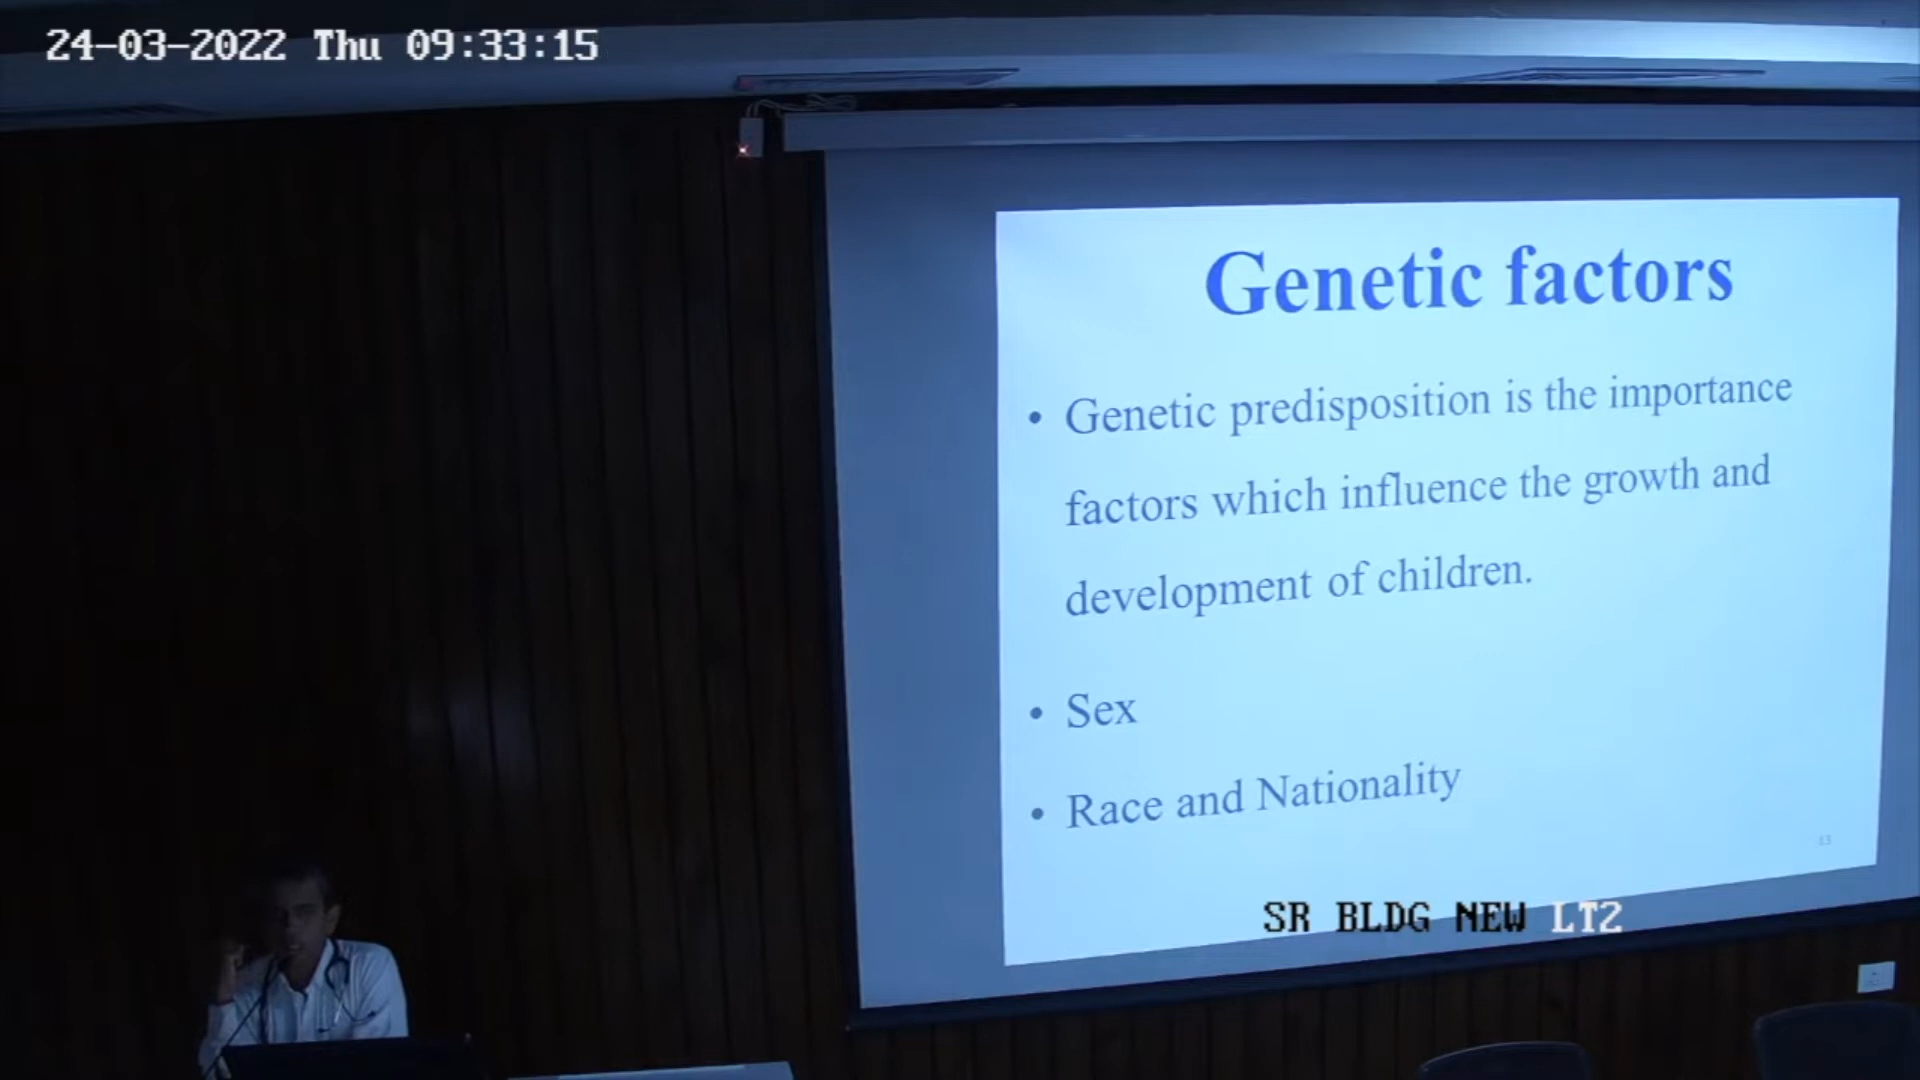 24-03-2022 Thu 09:33:15
Genetic factors
• Genetic predisposition is the importance
factors which influence the growth and
development of children.
• Sex
• Race and Nationality
13
SR BLDG NEW LT2